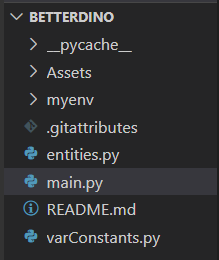 BETTERDINO
__pycache__
Assets
myenv
.gitattributes
entities.py
main.py
README.md
varConstants.py